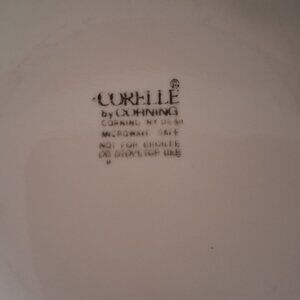 CORELLE ®
by CORNING
CORNING NY USA
MICROWAVE SAFE
NOT FOR BROILER
OR STOVETOP USE